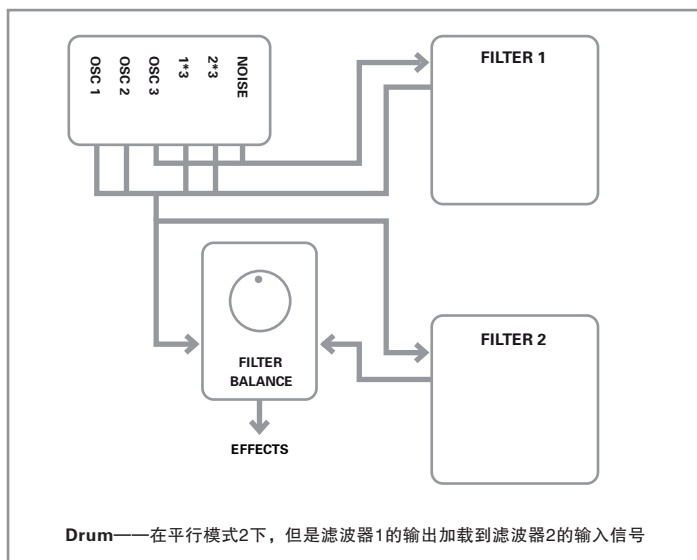 OSC 1
OSC 2
OSC 3
1*3
2*3
NOISE
FILTER 1
FILTER
BALANCE
FILTER 2
EFFECTS
Drum——在平行模式2下，但是滤波器1的输出加载到滤波器2的输入信号